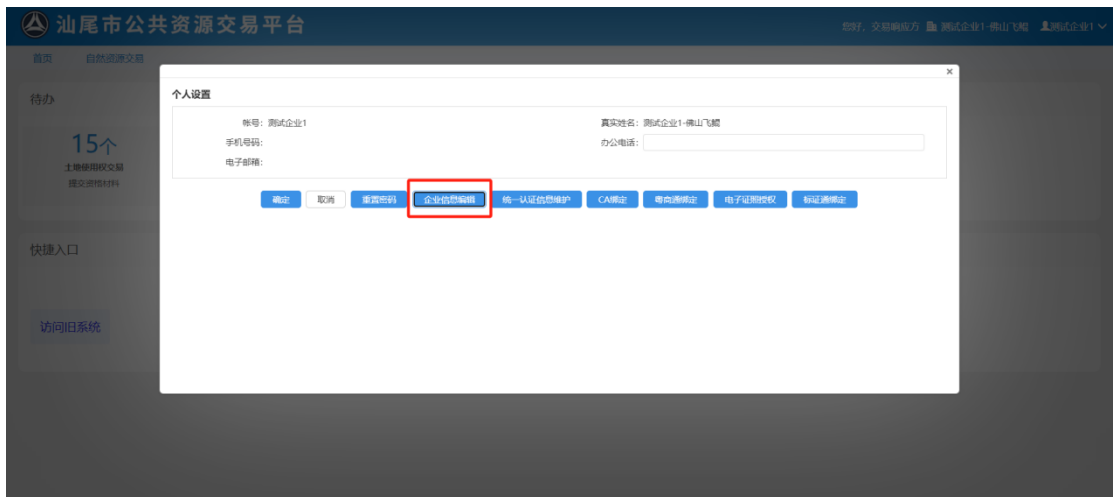 汕尾市公共资源交易平台
您好，交易响应方 测试企业1-佛山飞鲲 测试企业1
首页 自然资源交易
×
待办
个人设置
帐号：测试企业1 真实姓名：测试企业1-佛山飞鲲
手机号码： 办公电话：
电子邮箱：
15个
土地使用权交易
提交资格材料
确定 取消 重置密码 企业信息编辑 统一认证信息维护 CA绑定 粤商通绑定 电子证照授权 标证通绑定
快捷入口
访问旧系统